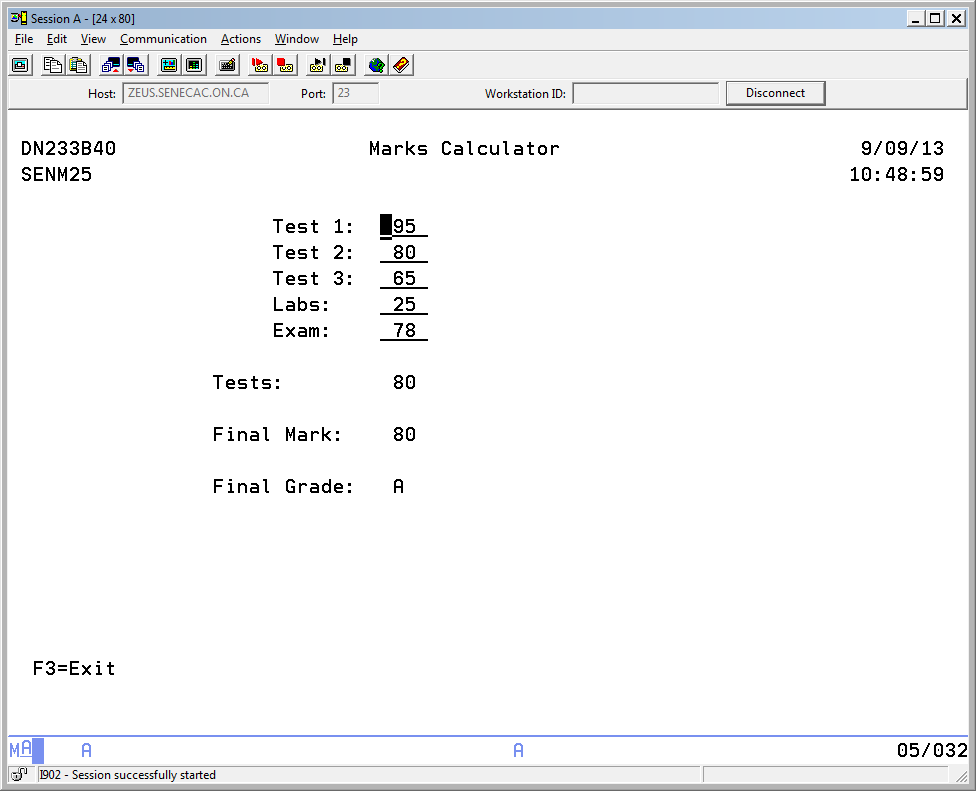 Session A - [24 x 80]
File Edit View Communication Actions Window Help
Host: ZEUS.SENECAC.ON.CA Port: 23 Workstation ID: Disconnect
DN233B40 Marks Calculator 9/09/13
SENM25 10:48:59
Test 1: 95
Test 2: 80
Test 3: 65
Labs: 25
Exam: 78
Tests: 80
Final Mark: 80
Final Grade: A
F3=Exit
MA A A 05/032
I902 - Session successfully started